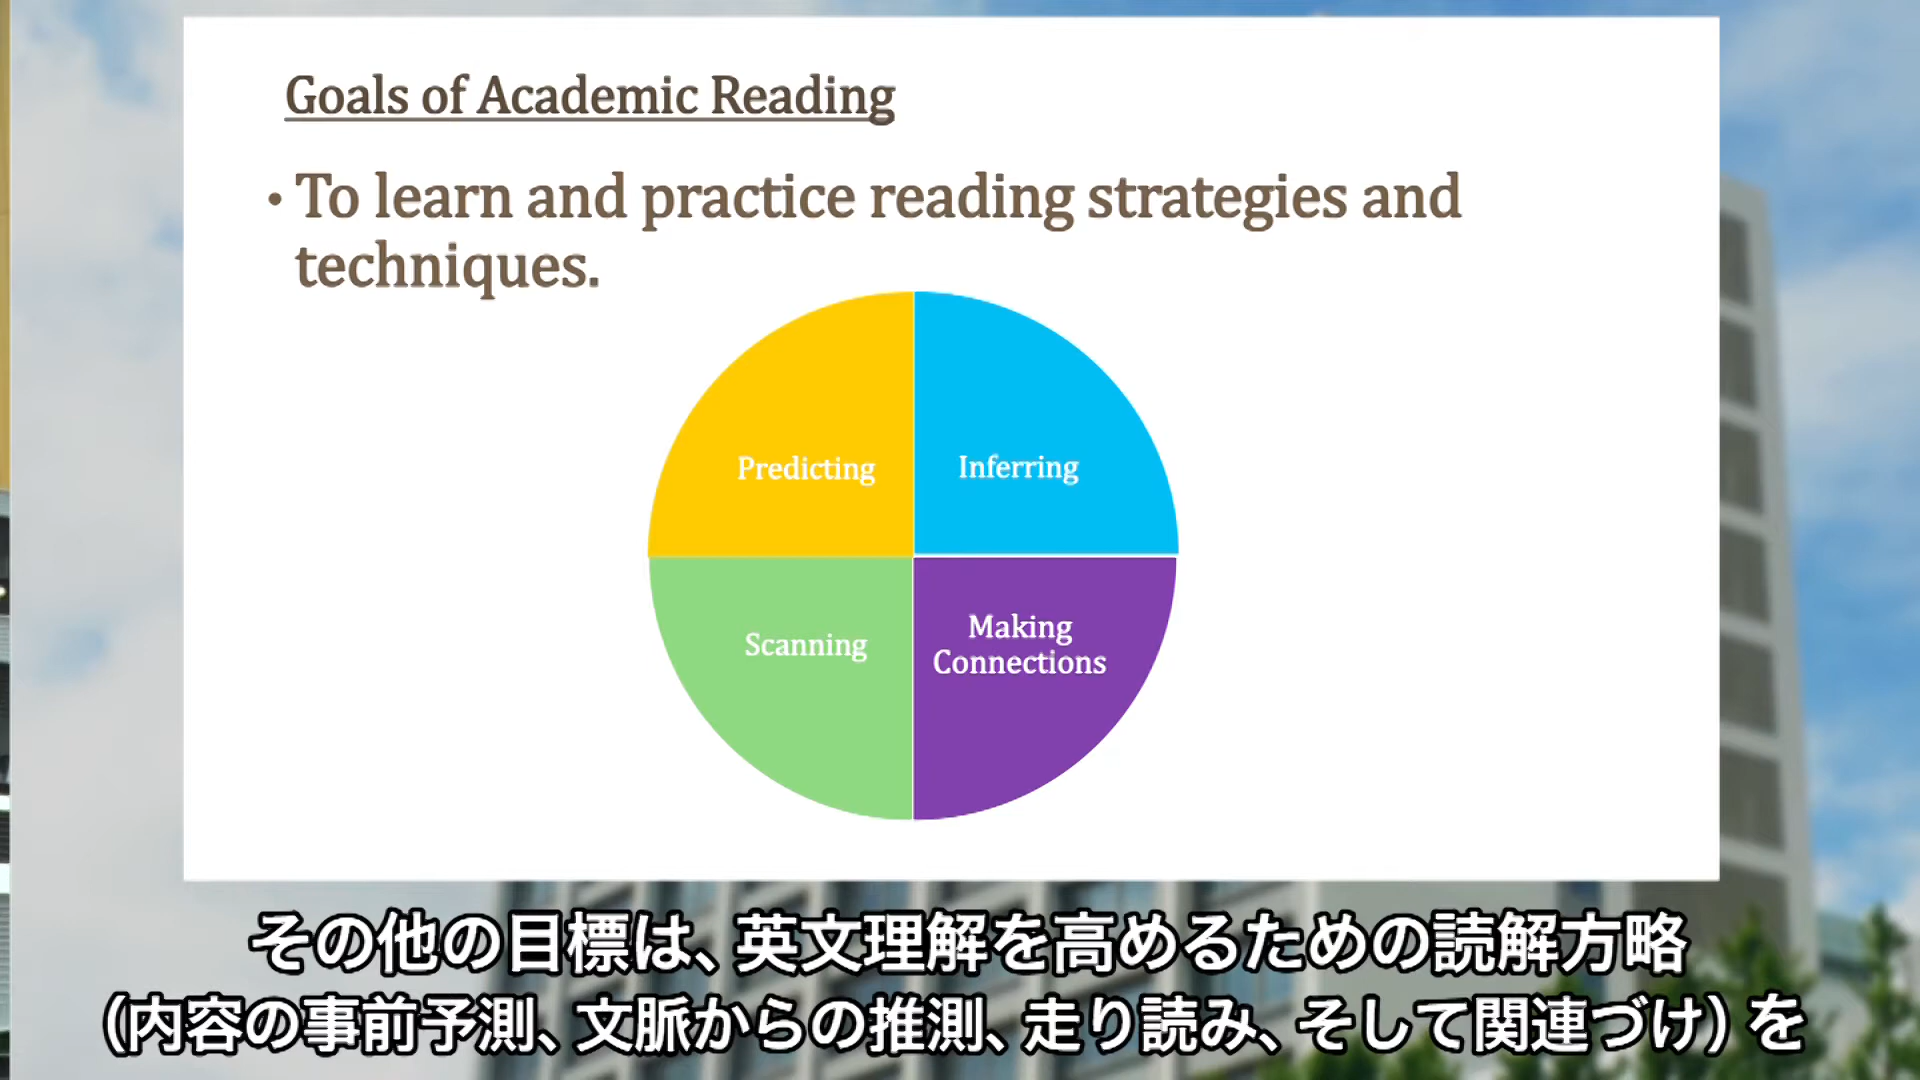 Goals of Academic Reading
• To learn and practice reading strategies and
techniques.
Predicting
Inferring
Scanning
Making
Connections
その他の目標は、英文理解を高めるための読解方略
（内容の事前予測、文脈からの推測、走り読み、そして関連づけ）を